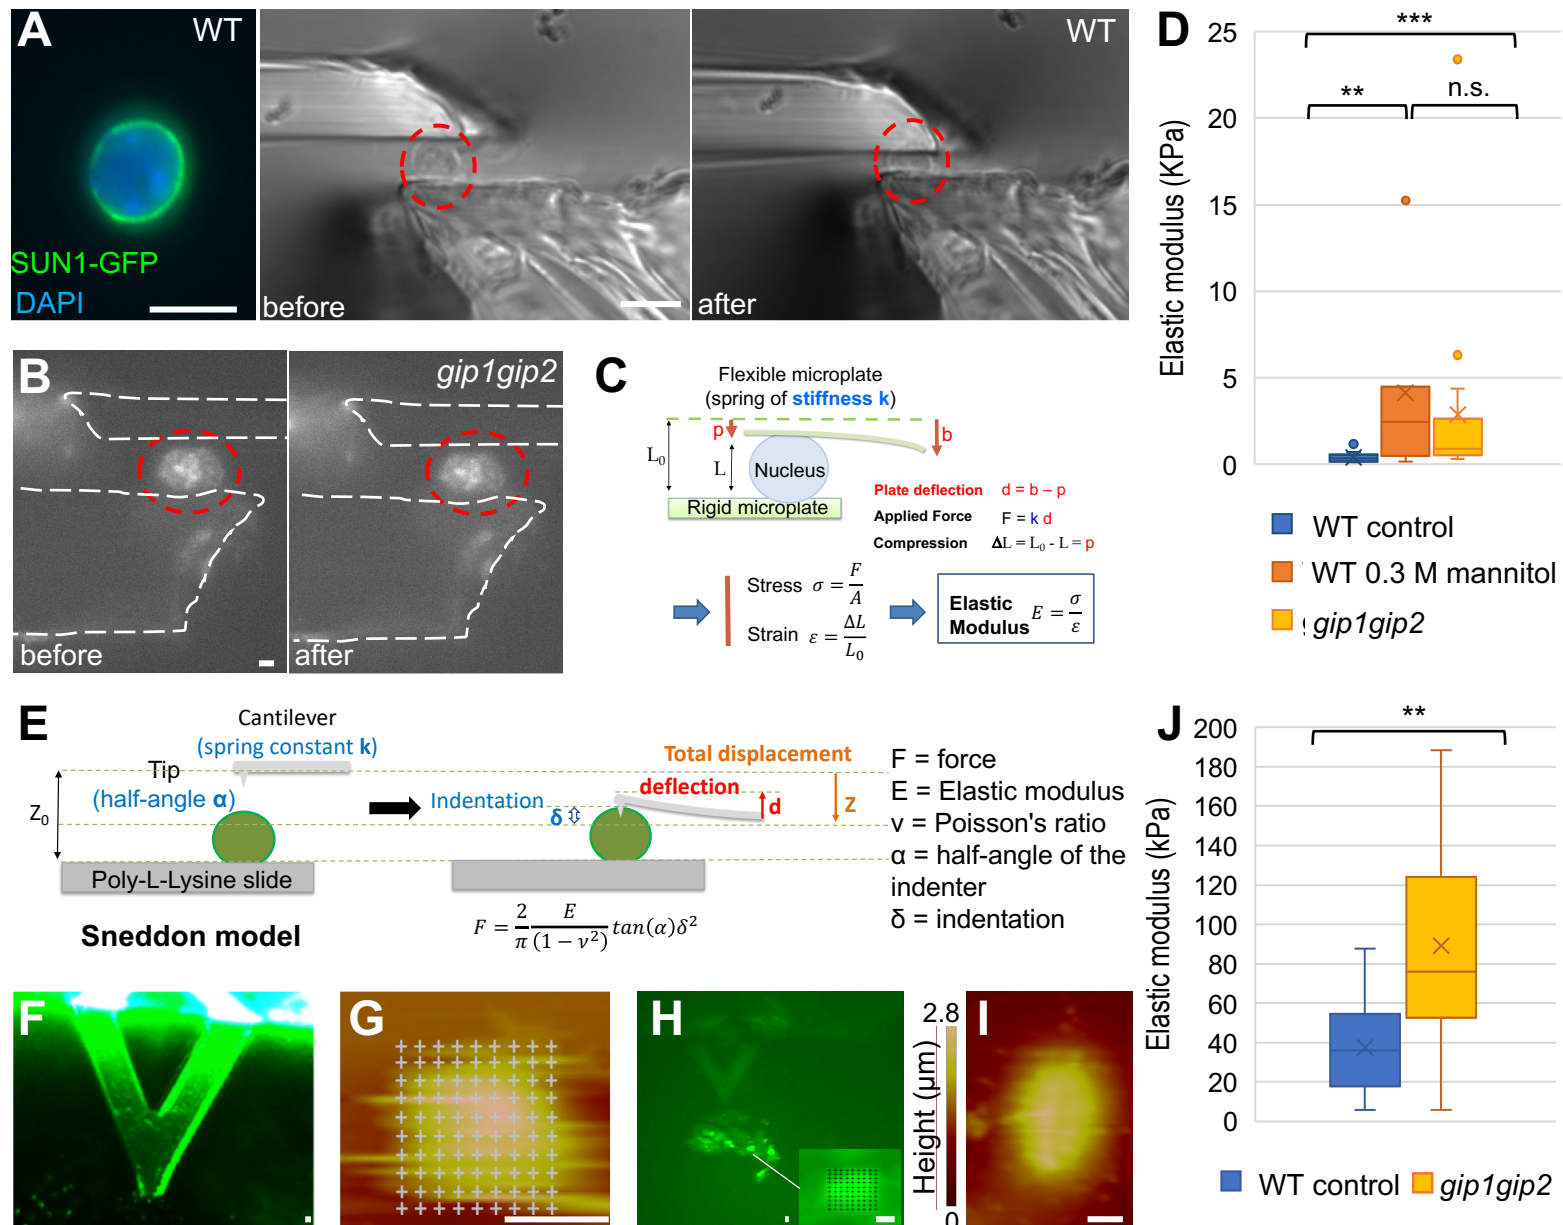 A
WT
SUN1-GFP
DAPI
before
WT
after
B
before
gip1gip2
after
C
Flexible microplate
(spring of stiffness k)
p
b
L0
L
Nucleus
Rigid microplate
Plate deflection d = b – p
Applied Force F = k d
Compression ΔL = L0 - L = p
Stress σ = F/A
Strain ε = ΔL/L0
Elastic Modulus E = σ/ε
D
***
**
n.s.
25
20
15
10
5
0
Elastic modulus (KPa)
WT control
WT 0.3 M mannitol
gip1gip2
E
Cantilever
(spring constant k)
Tip
(half-angle α)
Z0
Poly-L-Lysine slide
Sneddon model
Indentation
δ
Total displacement
deflection
d
Z
F = 2/π E/(1 − ν²) tan(α)δ²
F = force
E = Elastic modulus
ν = Poisson's ratio
α = half-angle of the
indenter
δ = indentation
F
G
H
2.8
Height (μm)
0
I
J
**
200
180
160
140
120
100
80
60
40
20
0
Elastic modulus (kPa)
WT control
gip1gip2